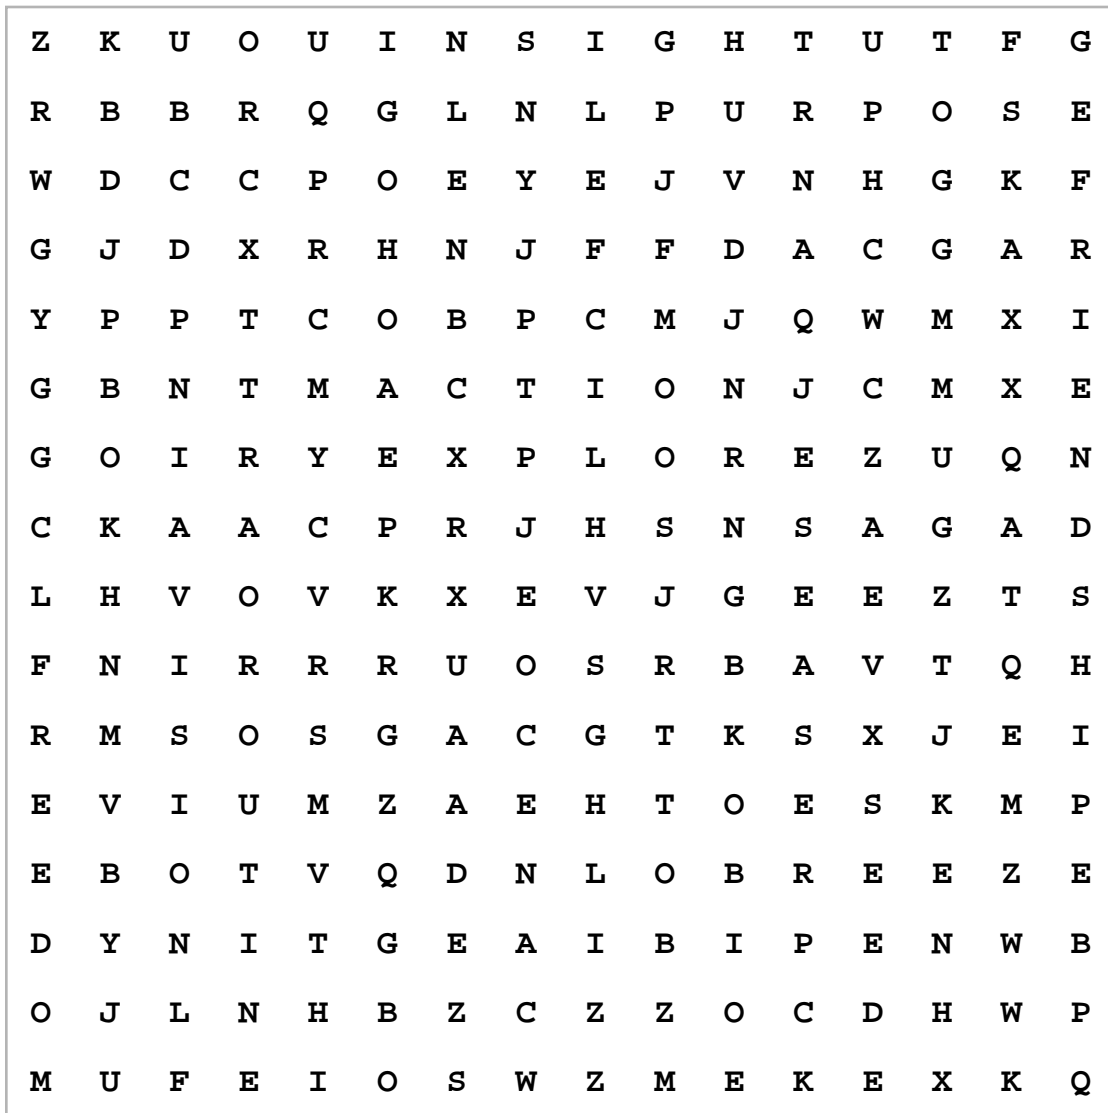 Z K U O U I N S I G H T U T F G
R B B R Q G L N L P U R P O S E
W D C C P O E Y E J V N H G K F
G J D X R H N J F F D A C G A R
Y P P T C O B P C M J Q W M X I
G B N T M A C T I O N J C M X E
G O I R Y E X P L O R E Z U Q N
C K A A C P R J H S N S A G A D
L H V O V K X E V J G E E Z T S
F N I R R R U O S R B A V T Q H
R M S O S G A C G T K S X J E I
E V I U M Z A E H T O E S K M P
E B O T V Q D N L O B R E E Z E
D Y N I T G E A I B I P E N W B
O J L N H B Z C Z Z O C D H W P
M U F E I O S W Z M E K E X K Q